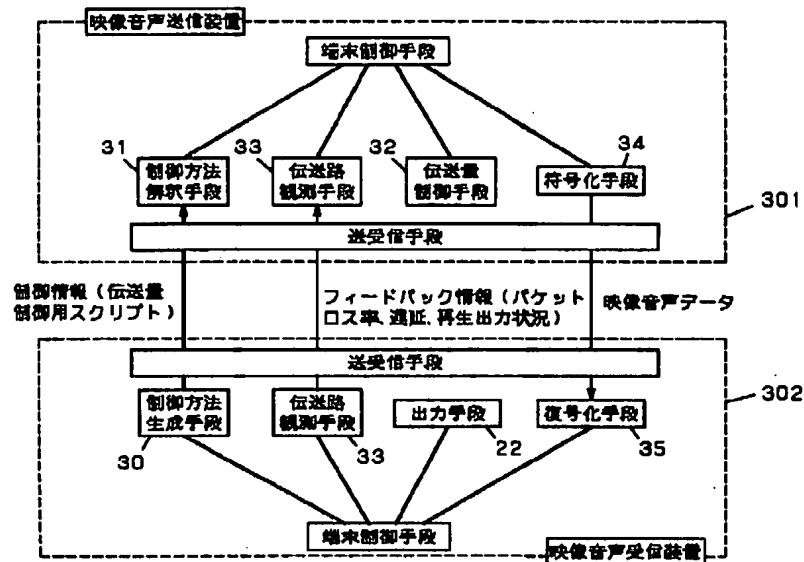 映像音声送信装置
端末制御手段
31
33
32
34
制御方法
解釈手段
伝送路
観測手段
伝送量
制御手段
符号化手段
301
送受信手段
制御情報(伝送量
制御用スクリプト)
フィードバック情報(パケット
ロス率、遅延、再生出力状況)
映像音声データ
送受信手段
302
制御方法
生成手段
伝送路
観測手段
出力手段
復号化手段
30
33
22
35
端末制御手段
映像音声受信装置